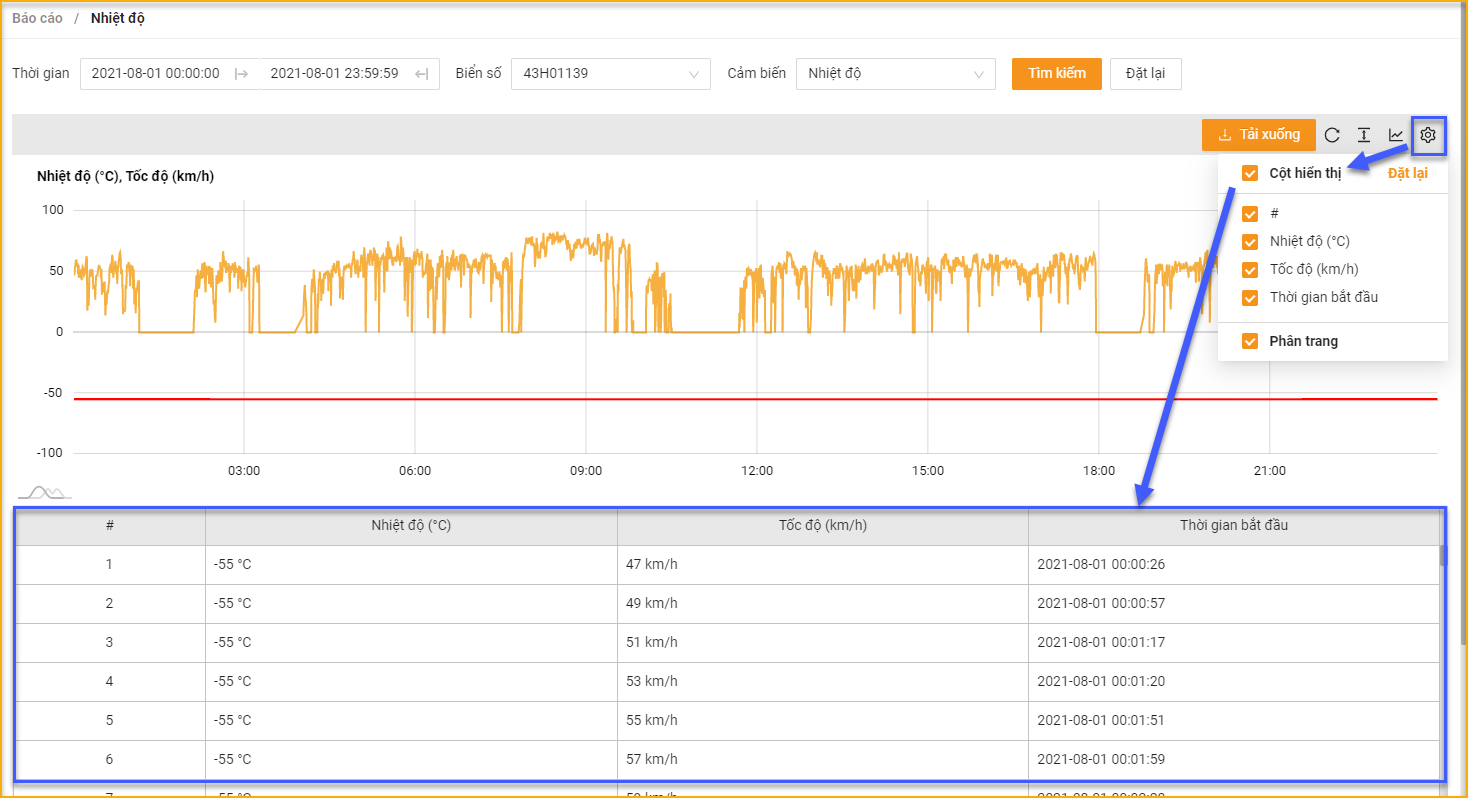 Báo cáo / Nhiệt độ
Thời gian 2021-08-01 00:00:00 2021-08-01 23:59:59 Biển số 43H01139 Cảm biến Nhiệt độ Tìm kiếm Đặt lại
Tải xuống
Nhiệt độ (°C), Tốc độ (km/h)
Cột hiển thị Đặt lại
#
Nhiệt độ (°C)
Tốc độ (km/h)
Thời gian bắt đầu
Phân trang
100
50
0
-50
-100
03:00 06:00 09:00 12:00 15:00 18:00 21:00
# Nhiệt độ (°C) Tốc độ (km/h) Thời gian bắt đầu
1 -55 °C 47 km/h 2021-08-01 00:00:26
2 -55 °C 49 km/h 2021-08-01 00:00:57
3 -55 °C 51 km/h 2021-08-01 00:01:17
4 -55 °C 53 km/h 2021-08-01 00:01:20
5 -55 °C 55 km/h 2021-08-01 00:01:51
6 -55 °C 57 km/h 2021-08-01 00:01:59